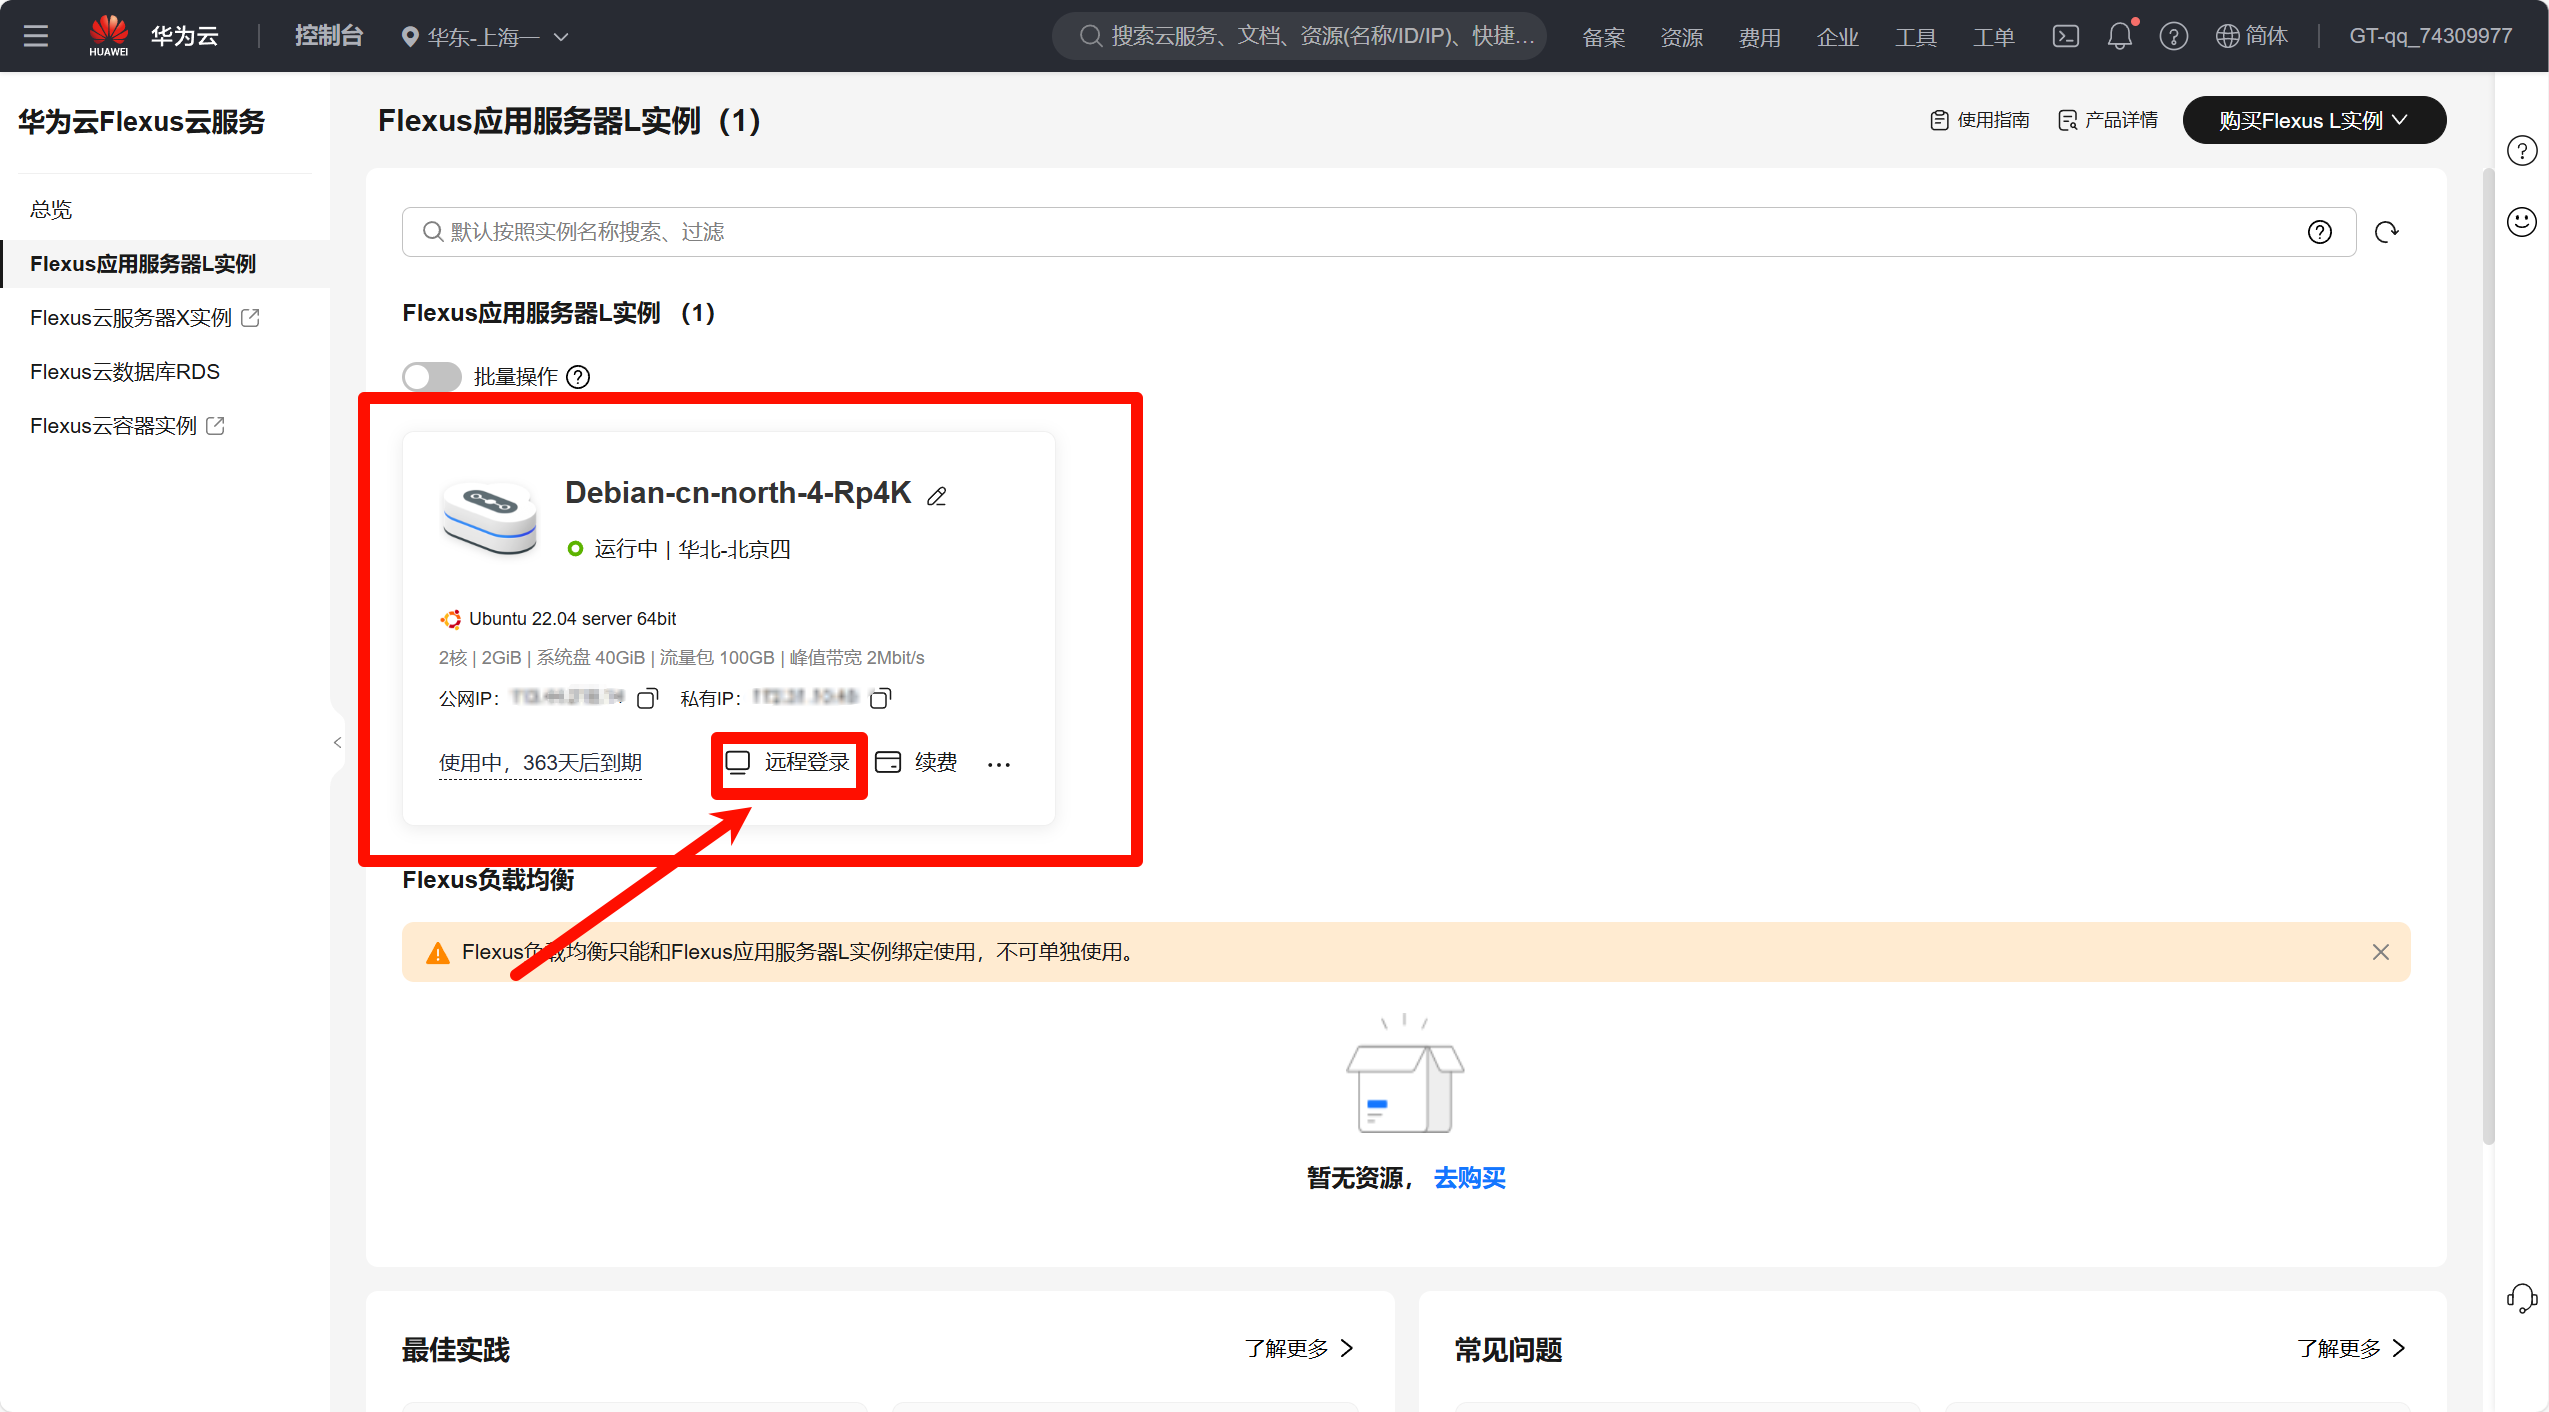 HUAWEI
华为云
控制台
华东-上海一
搜索云服务、文档、资源(名称/ID/IP)、快捷...
备案
资源
费用
企业
工具
工单
简体
GT-qq_74309977
华为云Flexus云服务
总览
Flexus应用服务器L实例
Flexus云服务器X实例
Flexus云数据库RDS
Flexus云容器实例
Flexus应用服务器L实例（1）
使用指南
产品详情
购买Flexus L实例
默认按照实例名称搜索、过滤
Flexus应用服务器L实例 （1）
批量操作
Debian-cn-north-4-Rp4K
运行中 | 华北-北京四
Ubuntu 22.04 server 64bit
2核 | 2GiB | 系统盘 40GiB | 流量包 100GB | 峰值带宽 2Mbit/s
公网IP：
私有IP：
使用中，363天后到期
远程登录
续费
Flexus负载均衡
Flexus负载均衡只能和Flexus应用服务器L实例绑定使用，不可单独使用。
暂无资源，去购买
最佳实践
了解更多
常见问题
了解更多